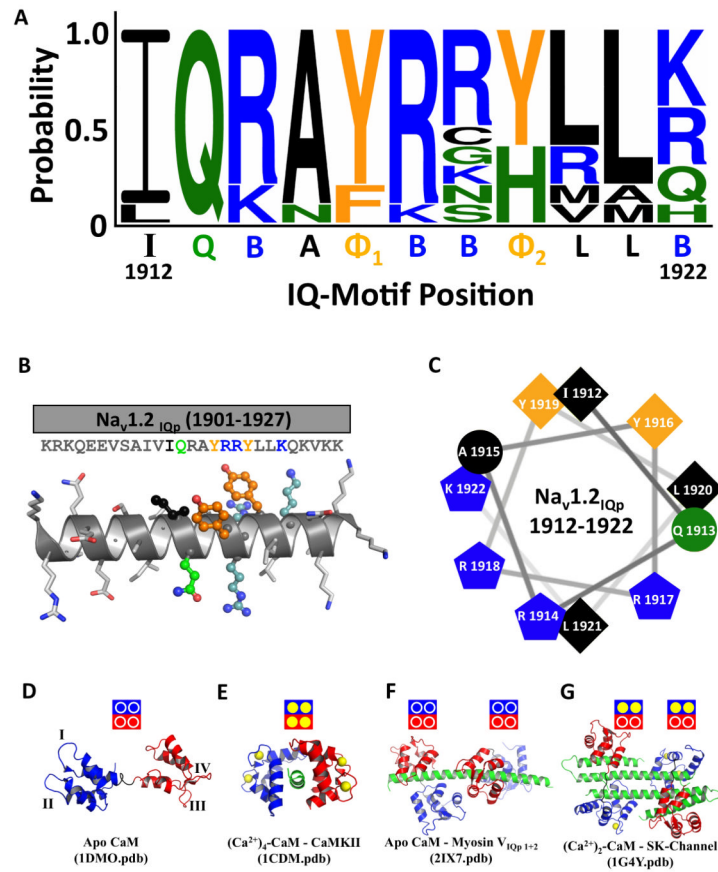 A
Probability
1.0
0.5
0
I L
Q
R K
A N
Y F
R K
R C G K N S
Y H
L R M V
L A M
K R Q H
I Q B A Φ1 B B Φ2 L L B
1912 1922
IQ-Motif Position
B
Nav1.2 IQp (1901-1927)
KRKQEEVSAIVIQRAYRRYLLKQKVKK
C
Y 1919
I 1912
Y 1916
A 1915
K 1922
L 1920
Q 1913
R 1918
R 1917
R 1914
L 1921
Nav1.2IQp
1912-1922
D
I
II
IV
III
Apo CaM
(1DMO.pdb)
E
(Ca2+)4-CaM - CaMKII
(1CDM.pdb)
F
Apo CaM - Myosin VIQp 1+2
(2IX7.pdb)
G
(Ca2+)2-CaM - SK-Channel
(1G4Y.pdb)